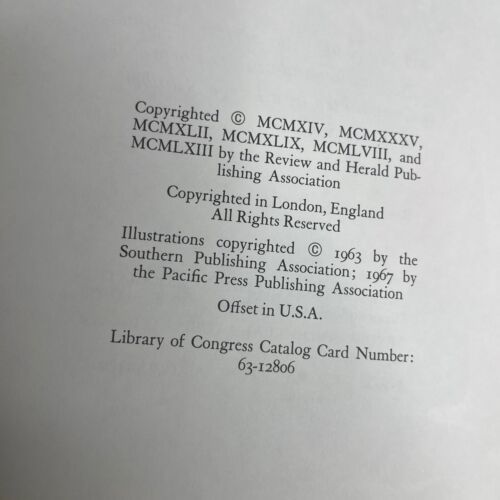 Copyrighted © MCMXIV, MCMXXXV,
MCMXLII, MCMXLIX, MCMLVIII, and
MCMLXIII by the Review and Herald Pub-
lishing Association
Copyrighted in London, England
All Rights Reserved
Illustrations copyrighted © 1963 by the
Southern Publishing Association; 1967 by
the Pacific Press Publishing Association
Offset in U.S.A.
Library of Congress Catalog Card Number:
63-12806